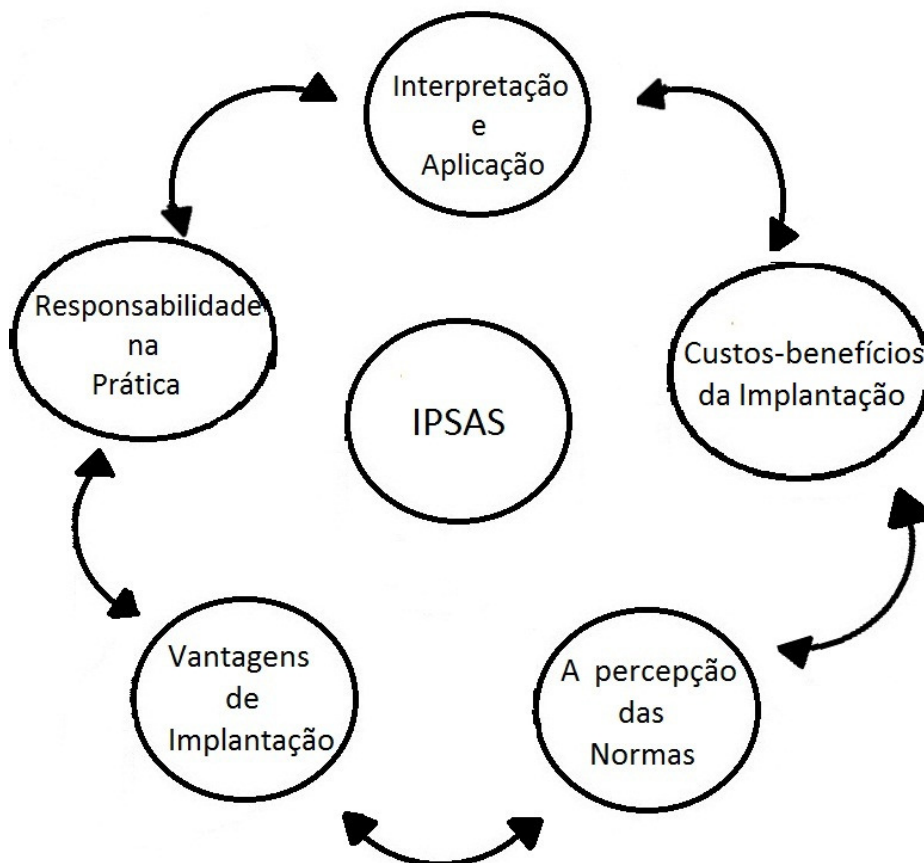 Interpretação
e
Aplicação
Responsabilidade
na
Prática
Custos-benefícios
da Implantação
IPSAS
Vantagens
de
Implantação
A percepção
das
Normas